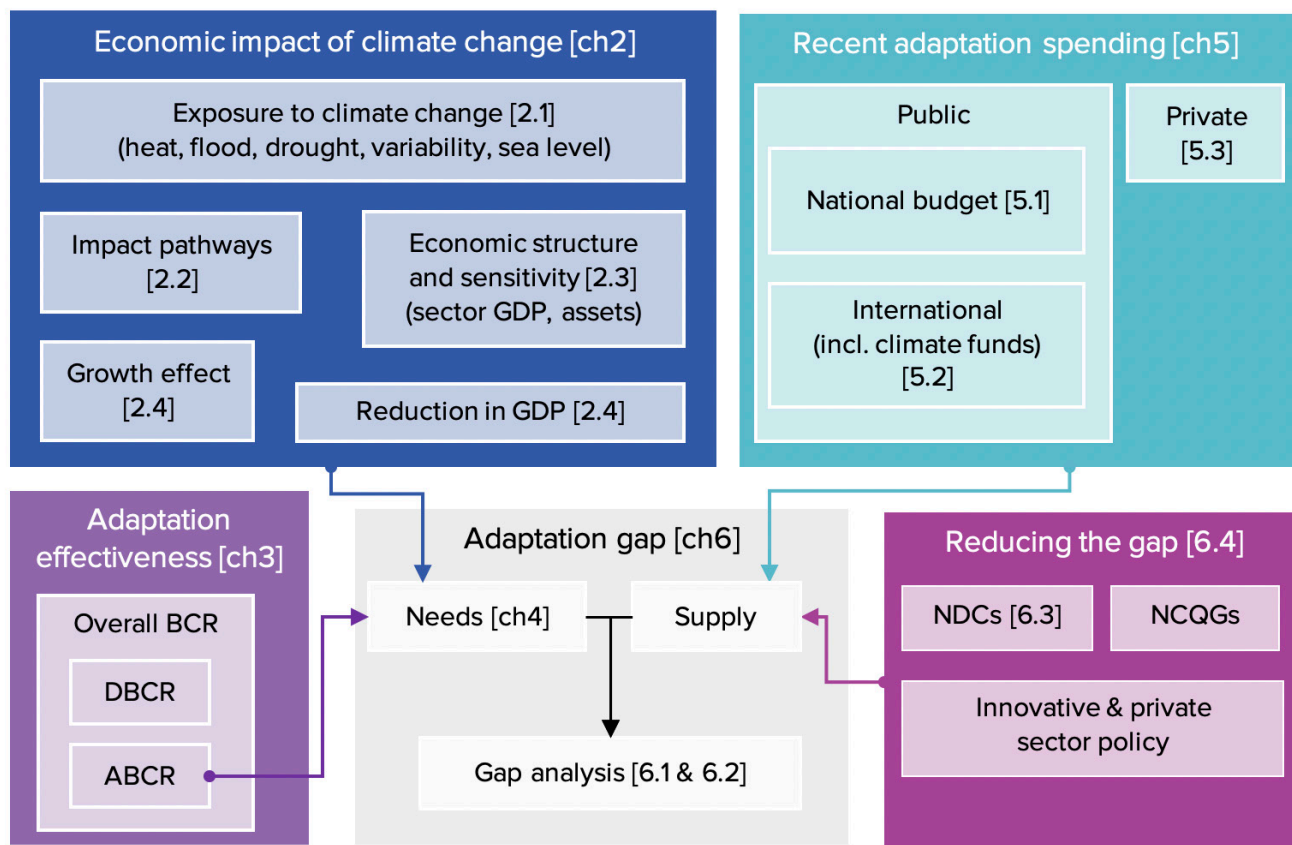 Economic impact of climate change [ch2]
Exposure to climate change [2.1]
(heat, flood, drought, variability, sea level)
Impact pathways
[2.2]
Economic structure
and sensitivity [2.3]
(sector GDP, assets)
Growth effect
[2.4]
Reduction in GDP [2.4]
Recent adaptation spending [ch5]
Public
National budget [5.1]
International
(incl. climate funds)
[5.2]
Private
[5.3]
Adaptation
effectiveness [ch3]
Overall BCR
DBCR
ABCR
Adaptation gap [ch6]
Needs [ch4]
Supply
Gap analysis [6.1 & 6.2]
Reducing the gap [6.4]
NDCs [6.3]
NCQGs
Innovative & private
sector policy